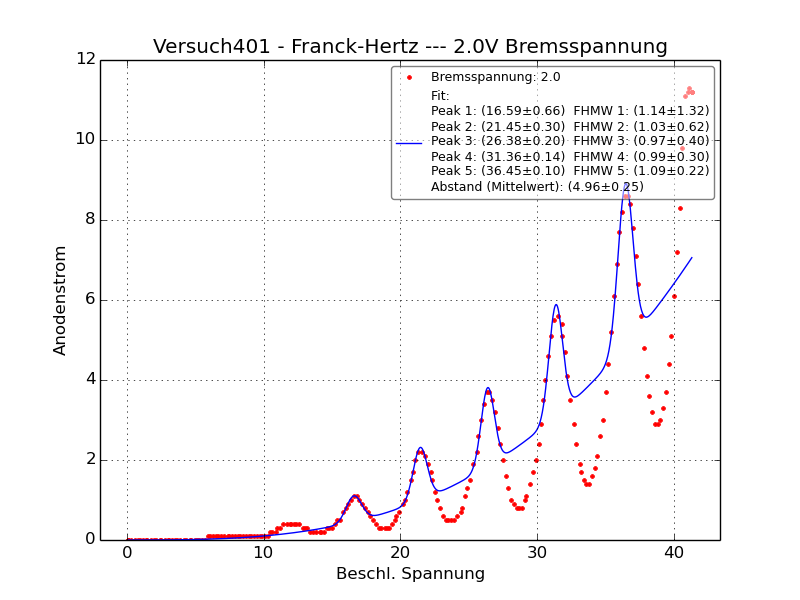 Versuch401 - Franck-Hertz --- 2.0V Bremsspannung
12
10
8
6
4
2
0
Anodenstrom
Bremsspannung: 2.0
Fit:
Peak 1: (16.59±0.66) FHMW 1: (1.14±1.32)
Peak 2: (21.45±0.30) FHMW 2: (1.03±0.62)
Peak 3: (26.38±0.20) FHMW 3: (0.97±0.40)
Peak 4: (31.36±0.14) FHMW 4: (0.99±0.30)
Peak 5: (36.45±0.10) FHMW 5: (1.09±0.22)
Abstand (Mittelwert): (4.96±0.25)
0 10 20 30 40
Beschl. Spannung